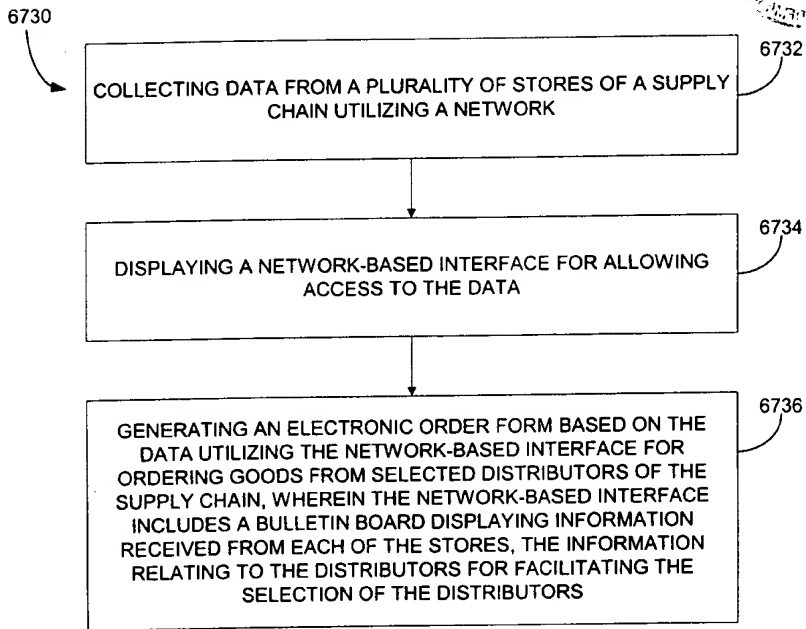 6730
6732
COLLECTING DATA FROM A PLURALITY OF STORES OF A SUPPLY
CHAIN UTILIZING A NETWORK
6734
DISPLAYING A NETWORK-BASED INTERFACE FOR ALLOWING
ACCESS TO THE DATA
6736
GENERATING AN ELECTRONIC ORDER FORM BASED ON THE
DATA UTILIZING THE NETWORK-BASED INTERFACE FOR
ORDERING GOODS FROM SELECTED DISTRIBUTORS OF THE
SUPPLY CHAIN, WHEREIN THE NETWORK-BASED INTERFACE
INCLUDES A BULLETIN BOARD DISPLAYING INFORMATION
RECEIVED FROM EACH OF THE STORES, THE INFORMATION
RELATING TO THE DISTRIBUTORS FOR FACILITATING THE
SELECTION OF THE DISTRIBUTORS